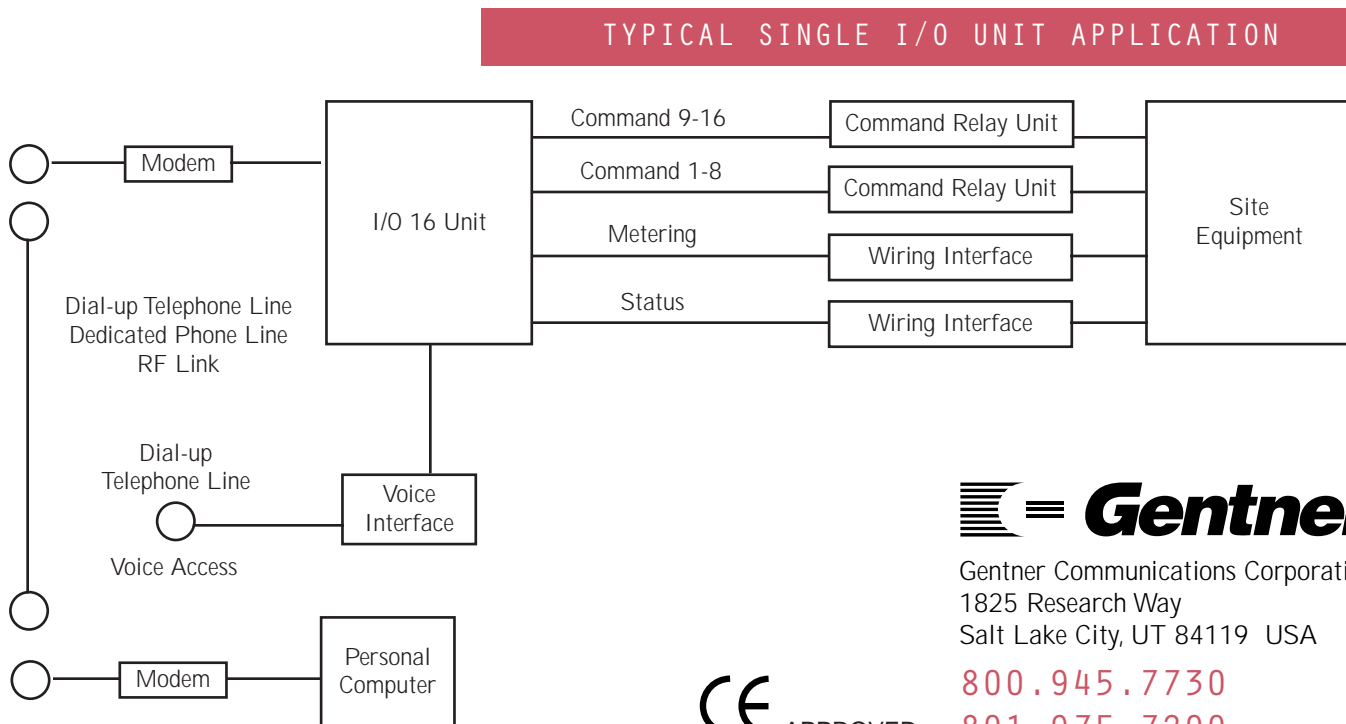 TYPICAL SINGLE I/O UNIT APPLICATION
Command 9-16
Command Relay Unit
Modem
Command 1-8
Command Relay Unit
I/O 16 Unit
Site
Equipment
Metering
Wiring Interface
Status
Wiring Interface
Dial-up Telephone Line
Dedicated Phone Line
RF Link
Dial-up
Telephone Line
Voice
Interface
Voice Access
Gentner
Gentner Communications Corporati
1825 Research Way
Salt Lake City, UT 84119 USA
Personal
Computer
Modem
800.945.7730
CE APPROVED